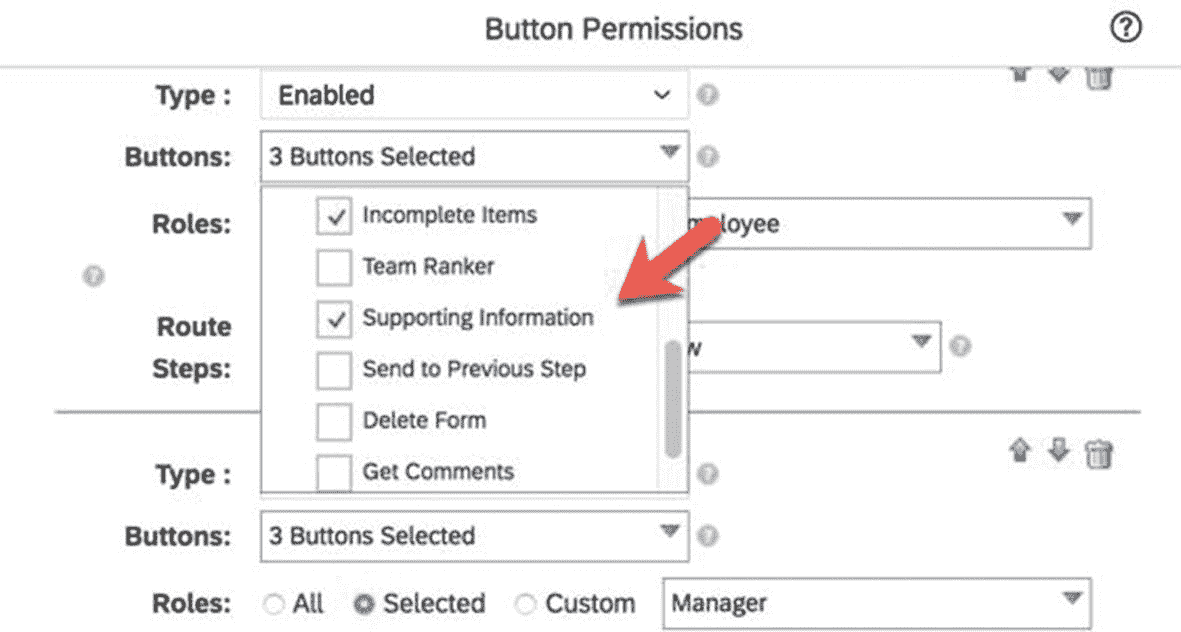 Button Permissions
Type : Enabled
Buttons: 3 Buttons Selected
Incomplete Items
Roles:
Team Ranker
Supporting Information
Route
Steps:
Send to Previous Step
Delete Form
Get Comments
Type :
Buttons: 3 Buttons Selected
Roles: All Selected Custom Manager